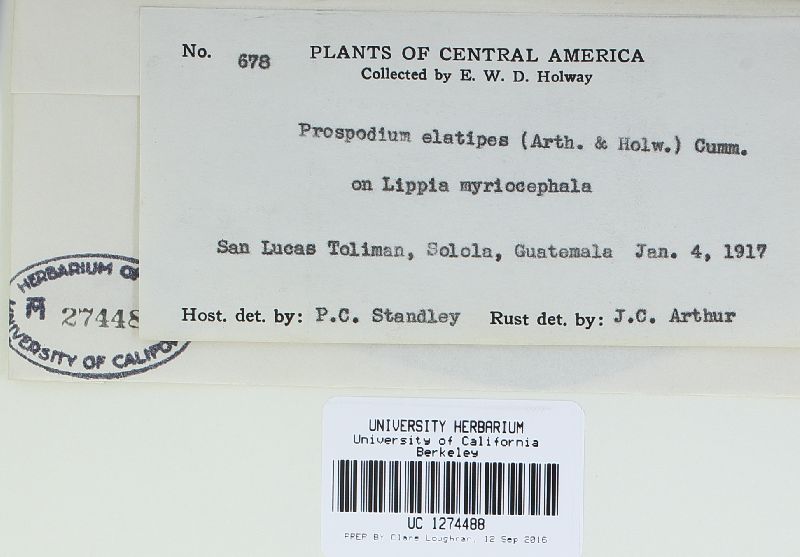 No. 678 PLANTS OF CENTRAL AMERICA
Collected by E. W. D. Holway
Prospodium elatipes (Arth. & Holw.) Cumm.
on Lippia myriocephala
San Lucas Toliman, Solola, Guatemala Jan. 4, 1917
Host. det. by: P.C. Standley Rust det. by: J.C. Arthur
HERBARIUM OF
27448
UNIVERSITY OF CALIFO
UNIVERSITY HERBARIUM
University of California
Berkeley
UC 1274488
PREP By Clare Loughran, 12 Sep 2016